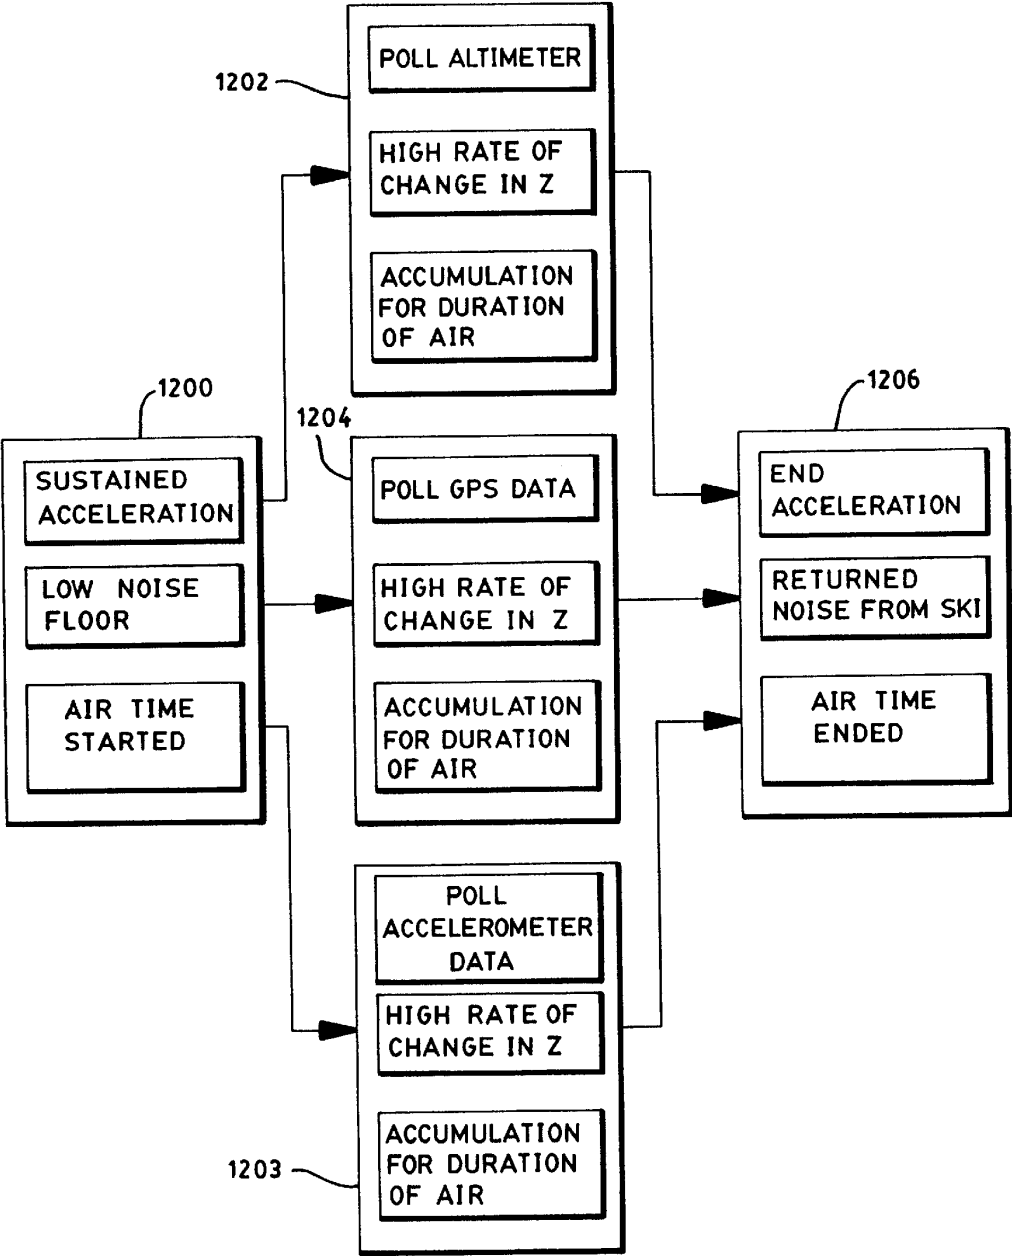 1202
POLL ALTIMETER
HIGH RATE OF
CHANGE IN Z
ACCUMULATION
FOR DURATION
OF AIR
1200
SUSTAINED
ACCELERATION
LOW NOISE
FLOOR
AIR TIME
STARTED
1204
POLL GPS DATA
HIGH RATE OF
CHANGE IN Z
ACCUMULATION
FOR DURATION
OF AIR
1206
END
ACCELERATION
RETURNED
NOISE FROM SKI
AIR TIME
ENDED
POLL
ACCELEROMETER
DATA
HIGH RATE OF
CHANGE IN Z
ACCUMULATION
FOR DURATION
OF AIR
1203